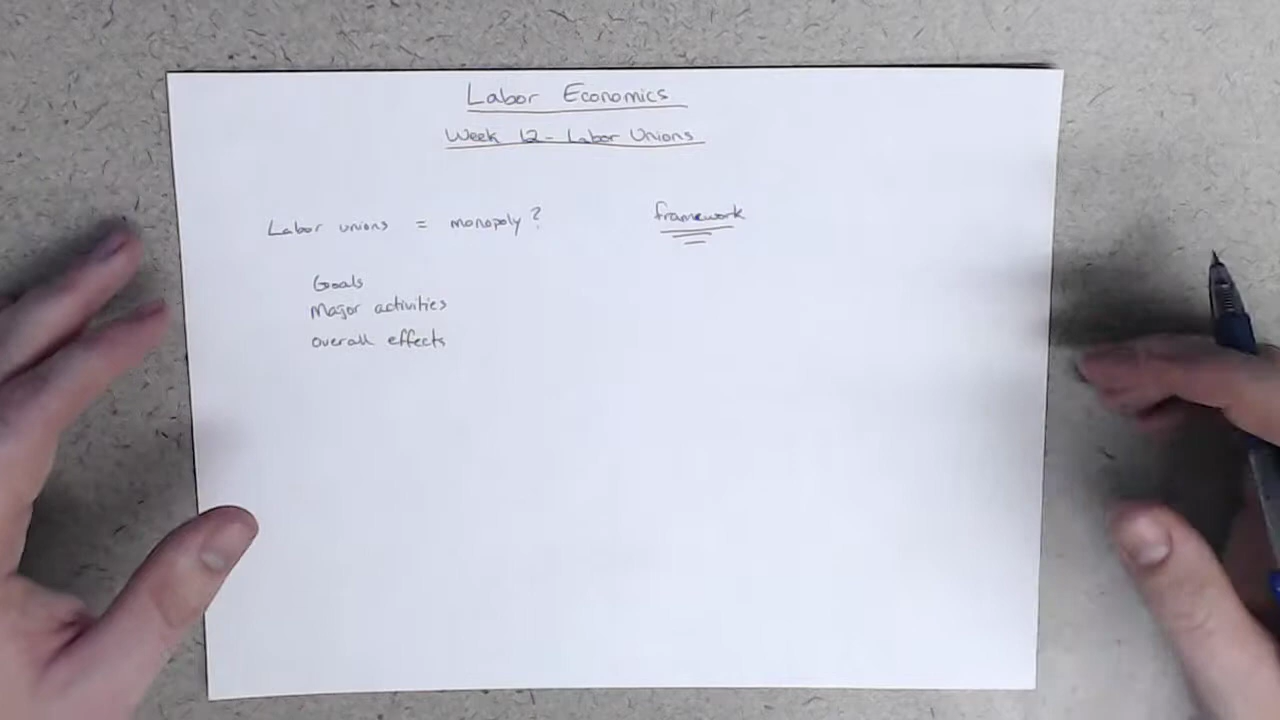 Labor Economics
Week 12 - Labor Unions
Labor unions = monopoly? framework
Goals
Major activities
overall effects